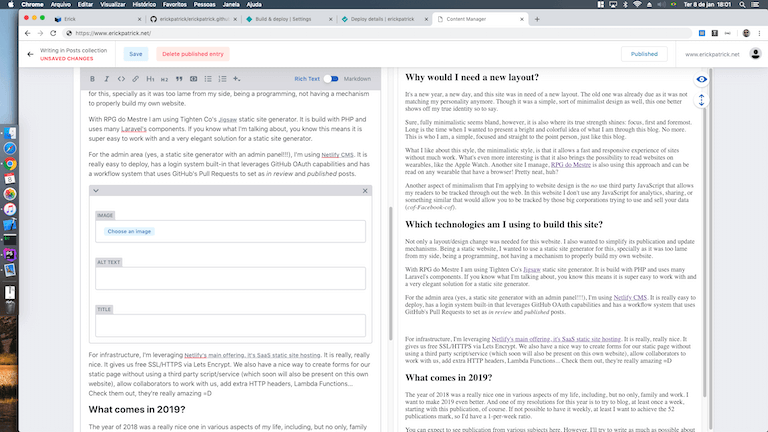 Chrome Arquivo Editar Visualizar Histórico Favoritos Pessoas Janela Ajuda
Ter 8 de jan 18:01
Erick
erickpatrick/erickpatrick.githu
Build & deploy | Settings
Deploy details | erickpatrick
Content Manager
https://www.erickpatrick.net/
Writing in Posts collection
UNSAVED CHANGES
Save
Delete published entry
Published
www.erickpatrick.net
B I H1 H2
Rich Text Markdown
for this, specially as it was too lame from my side, being a programming, not having a mechanism
to properly build my own website.
With RPG do Mestre I am using Tighten Co's Jigsaw static site generator. It is build with PHP and
uses many Laravel's components. If you know what I'm talking about, you know this means it is
super easy to work with and a very elegant solution for a static site generator.
For the admin area (yes, a static site generator with an admin panel!!!), I'm using Netlify CMS. It is
really easy to deploy, has a login system built-in that leverages GitHub OAuth capabilities and has
a workflow system that uses GitHub's Pull Requests to set as in review and published posts.
IMAGE
Choose an image
ALT TEXT
TITLE
For infrastructure, I'm leveraging Netlify's main offering, it's SaaS static site hosting. It is really, really
nice. It gives us free SSL/HTTPS via Lets Encrypt. We also have a nice way to create forms for our
static page without using a third party script/service (which soon will also be present on this own
website), allow collaborators to work with us, add extra HTTP headers, Lambda Functions...
Check them out, they're really amazing =D
What comes in 2019?
The year of 2018 was a really nice one in various aspects of my life, including, but no only, family
Why would I need a new layout?
It's a new year, a new day, and this site was in need of a new layout. The old one was already due as it was not
matching my personality anymore. Though it was a simple, sort of minimalist design as well, this one better
shows off my true identity so to say.
Sure, fully minimalistic seems bland, however, it is also where its true strength shines: focus, first and foremost.
Long is the time when I wanted to present a bright and colorful idea of what I am through this blog. No more.
This is who I am, a simple, focused and straight to the point person, just like this blog.
What I like about this style, the minimalistic style, is that it allows a fast and responsive experience of sites
without much work. What's even more interesting is that it also brings the possibility to read websites on
wearables, like the Apple Watch. Another site I manage, RPG do Mestre is also using this approach and can be
read on any wearable that have a browser! Pretty neat, huh?
Another aspect of minimalism that I'm applying to website design is the no use third party JavaScript that allows
my readers to be tracked through out the web. In this website I don't use any JavaScript for analytics, sharing, or
something similar that would allow you to be tracked by those big corporations trying to use and sell your data
(cof-Facebook-cof).
Which technologies am I using to build this site?
Not only a layout/design change was needed for this website. I also wanted to simplify its publication and update
mechanisms. Being a static website, I wanted to use a static site generator for this, specially as it was too lame
from my side, being a programming, not having a mechanism to properly build my own website.
With RPG do Mestre I am using Tighten Co's Jigsaw static site generator. It is build with PHP and uses many
Laravel's components. If you know what I'm talking about, you know this means it is super easy to work with and
a very elegant solution for a static site generator.
For the admin area (yes, a static site generator with an admin panel!!!), I'm using Netlify CMS. It is really easy to
deploy, has a login system built-in that leverages GitHub OAuth capabilities and has a workflow system that uses
GitHub's Pull Requests to set as in review and published posts.
For infrastructure, I'm leveraging Netlify's main offering, it's SaaS static site hosting. It is really, really nice. It
gives us free SSL/HTTPS via Lets Encrypt. We also have a nice way to create forms for our static page without
using a third party script/service (which soon will also be present on this own website), allow collaborators to
work with us, add extra HTTP headers, Lambda Functions... Check them out, they're really amazing =D
What comes in 2019?
The year of 2018 was a really nice one in various aspects of my life, including, but no only, family and work. I
want to make 2019 even better. And one of my resolutions for this year is to try to blog, at least once a week,
starting with this publication, of course. If not possible to have it weekly, at least I want to achieve the 52
publications mark, so I'd have a 1-per-week ratio.
You can expect to see publication from various subjects here. However, I'll try to write as much as possible about